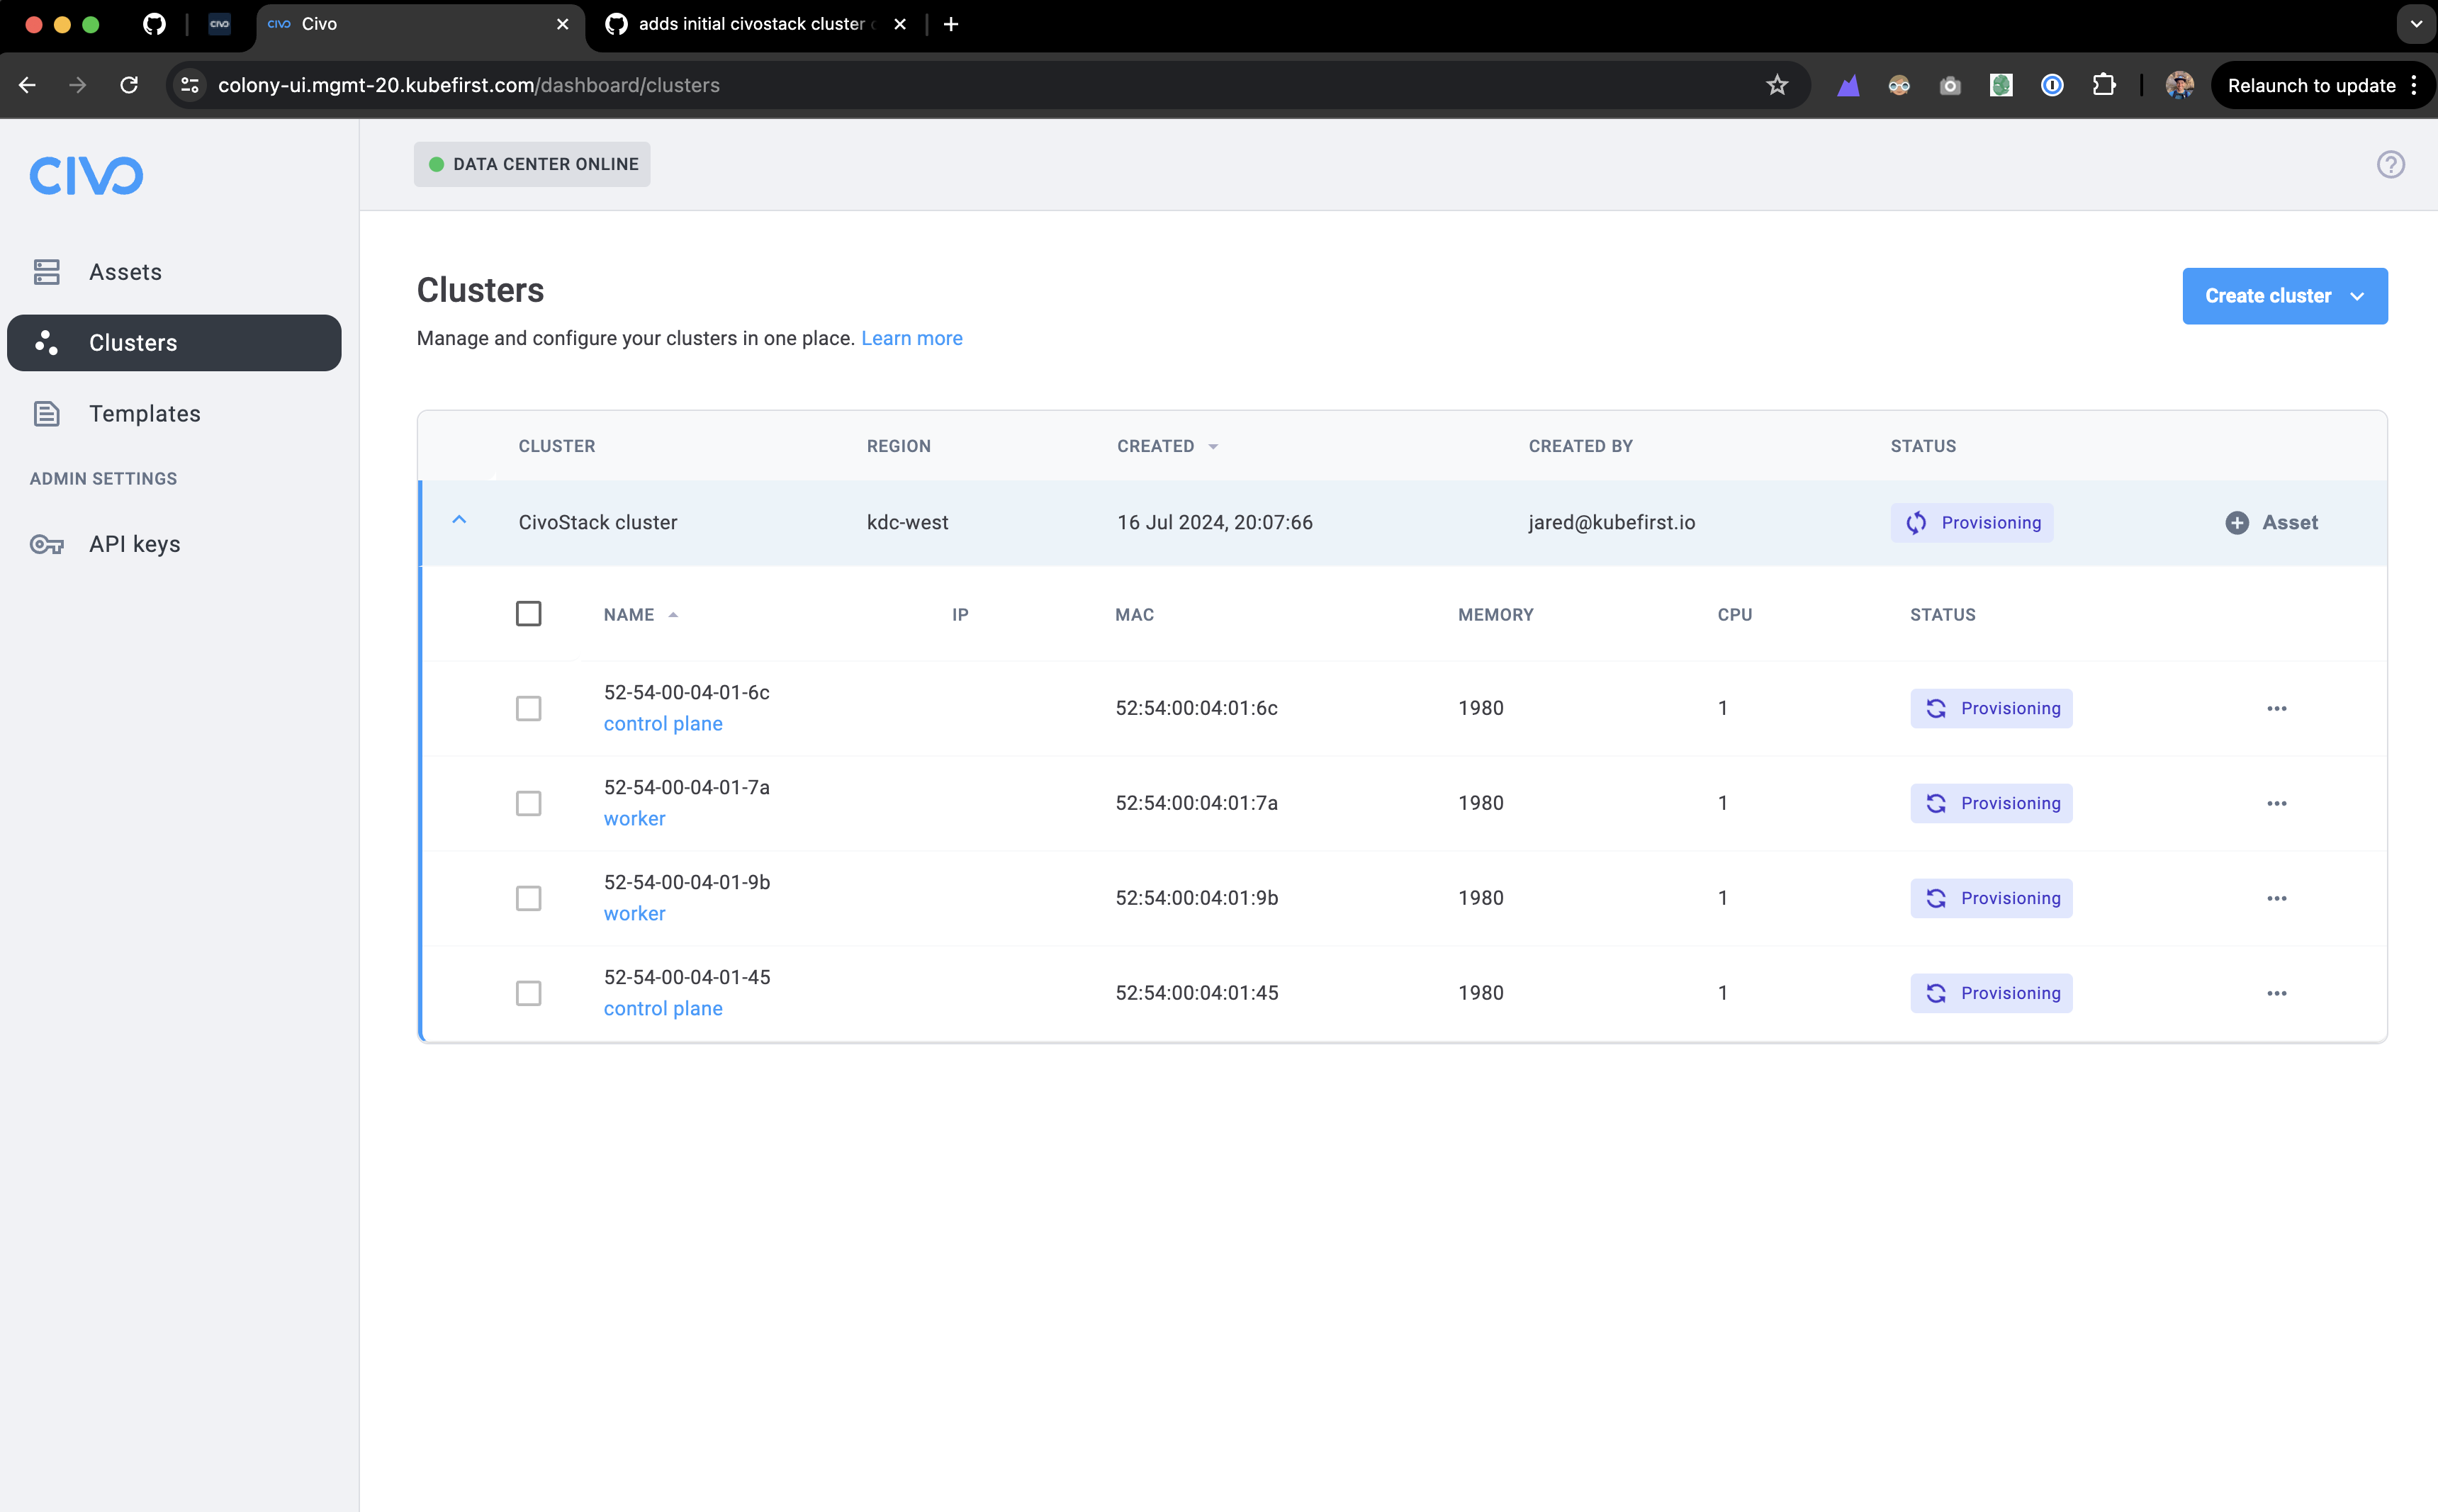 CIVO
Civo
adds initial civostack cluster
colony-ui.mgmt-20.kubefirst.com/dashboard/clusters
Relaunch to update
CIVO
DATA CENTER ONLINE
Assets
Clusters
Templates
ADMIN SETTINGS
API keys
Clusters
Manage and configure your clusters in one place. Learn more
Create cluster
CLUSTER REGION CREATED CREATED BY STATUS
CivoStack cluster kdc-west 16 Jul 2024, 20:07:66 jared@kubefirst.io Provisioning Asset
NAME IP MAC MEMORY CPU STATUS
52-54-00-04-01-6c
control plane
52:54:00:04:01:6c 1980 1 Provisioning
52-54-00-04-01-7a
worker
52:54:00:04:01:7a 1980 1 Provisioning
52-54-00-04-01-9b
worker
52:54:00:04:01:9b 1980 1 Provisioning
52-54-00-04-01-45
control plane
52:54:00:04:01:45 1980 1 Provisioning